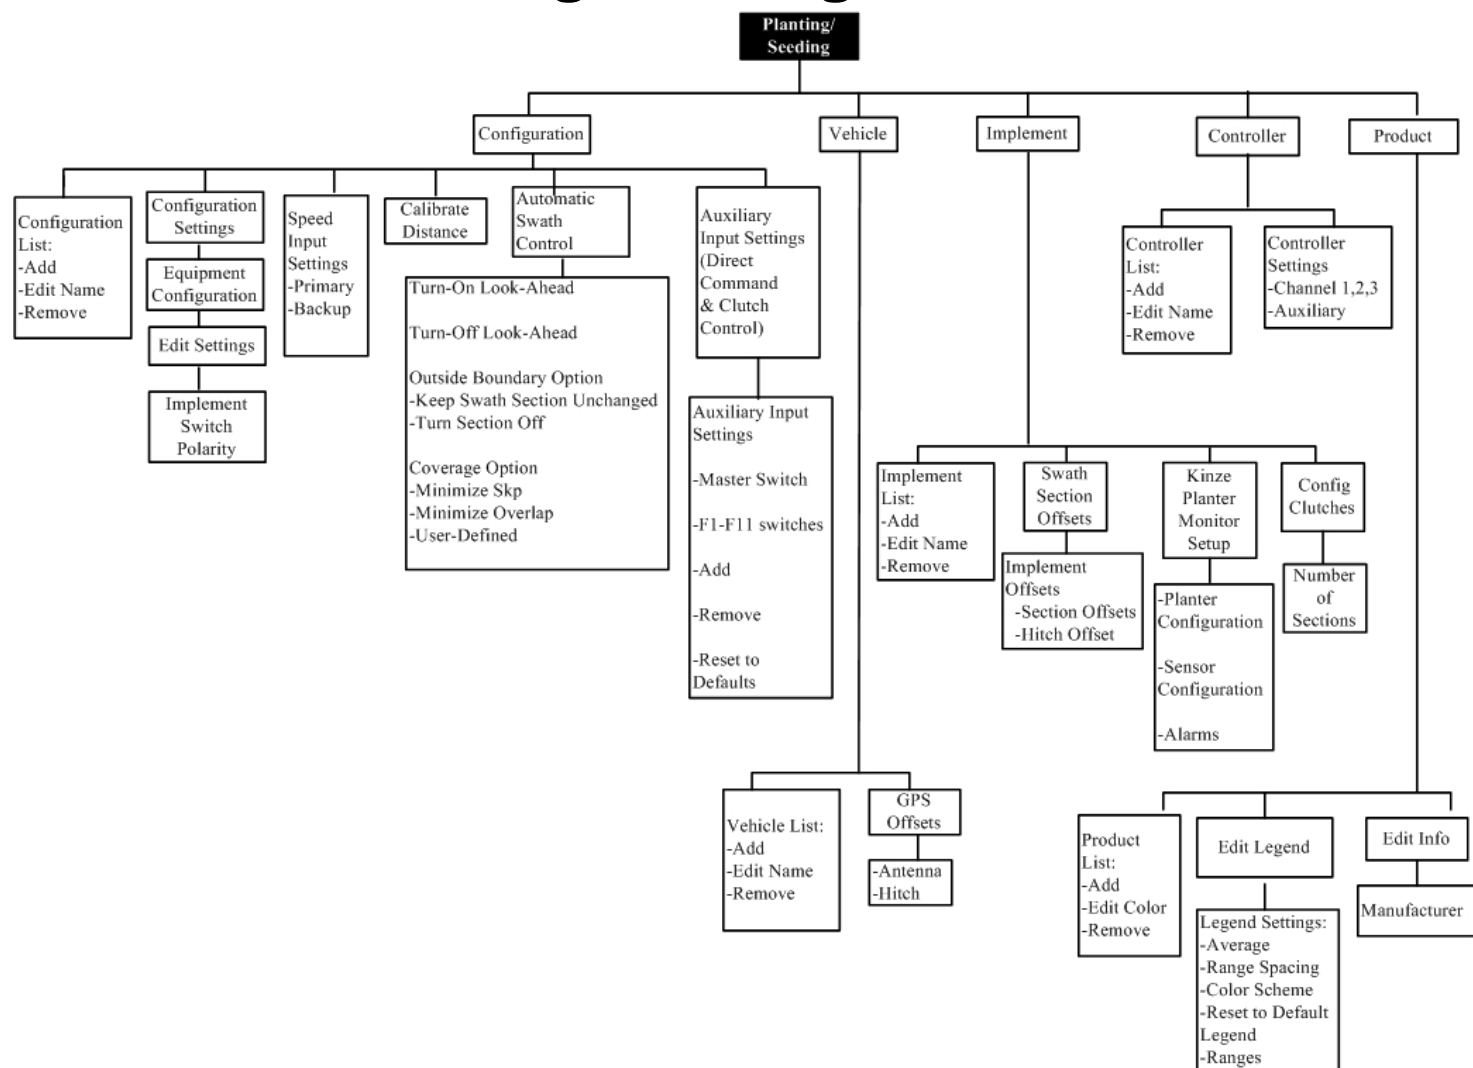 Planting/
Seeding
Configuration
Vehicle
Implement
Controller
Product
Configuration
List:
-Add
-Edit Name
-Remove
Configuration
Settings
Equipment
Configuration
Edit Settings
Implement
Switch
Polarity
Speed
Input
Settings
-Primary
-Backup
Calibrate
Distance
Automatic
Swath
Control
Turn-On Look-Ahead
Turn-Off Look-Ahead
Outside Boundary Option
-Keep Swath Section Unchanged
-Turn Section Off
Coverage Option
-Minimize Skp
-Minimize Overlap
-User-Defined
Auxiliary
Input Settings
(Direct
Command
& Clutch
Control)
Auxiliary Input
Settings
-Master Switch
-F1-F11 switches
-Add
-Remove
-Reset to
Defaults
Vehicle List:
-Add
-Edit Name
-Remove
GPS
Offsets
-Antenna
-Hitch
Implement
List:
-Add
-Edit Name
-Remove
Swath
Section
Offsets
Implement
Offsets
-Section Offsets
-Hitch Offset
Kinze
Planter
Monitor
Setup
-Planter
Configuration
-Sensor
Configuration
-Alarms
Config
Clutches
Number
of
Sections
Controller
List:
-Add
-Edit Name
-Remove
Controller
Settings
-Channel 1,2,3
-Auxiliary
Product
List:
-Add
-Edit Color
-Remove
Edit Legend
Legend Settings:
-Average
-Range Spacing
-Color Scheme
-Reset to Default
Legend
-Ranges
Edit Info
Manufacturer